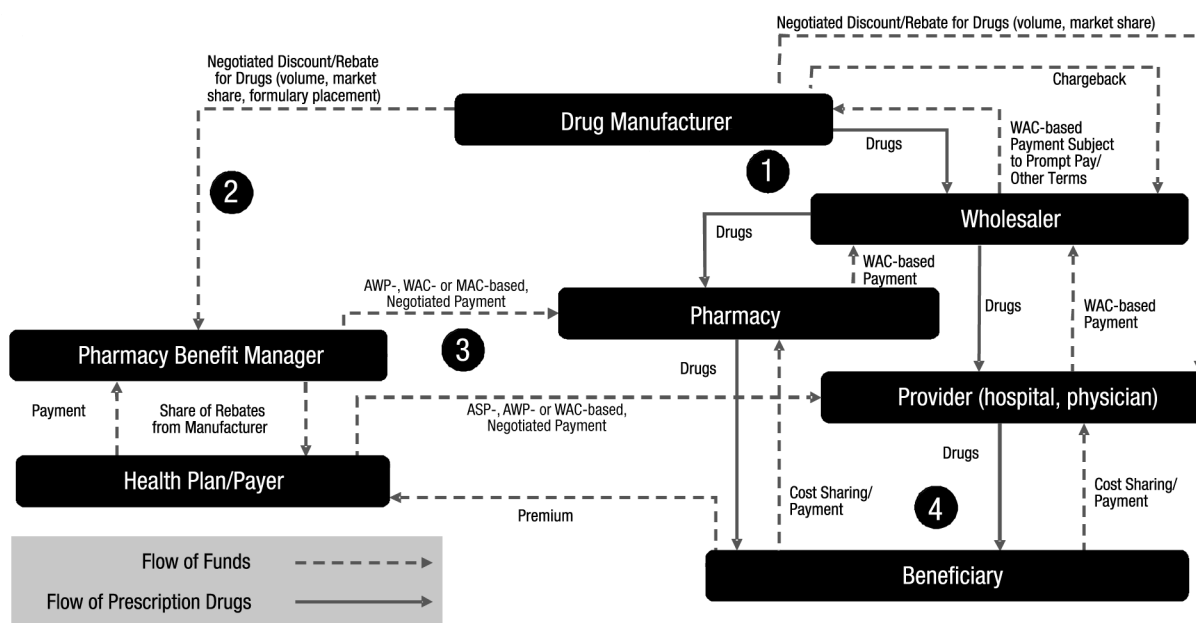 Negotiated Discount/Rebate for Drugs (volume, market share)
Negotiated Discount/Rebate
for Drugs (volume, market
share, formulary placement)
Chargeback
Drug Manufacturer
Drugs
WAC-based
Payment Subject
to Prompt Pay/
Other Terms
1
2
Wholesaler
Drugs
WAC-based
Payment
AWP-, WAC- or MAC-based,
Negotiated Payment
Pharmacy
Drugs
WAC-based
Payment
3
Pharmacy Benefit Manager
Drugs
Provider (hospital, physician)
Payment
Share of Rebates
from Manufacturer
ASP-, AWP- or WAC-based,
Negotiated Payment
Drugs
Health Plan/Payer
Cost Sharing/
Payment
4
Cost Sharing/
Payment
Premium
Beneficiary
Flow of Funds
Flow of Prescription Drugs